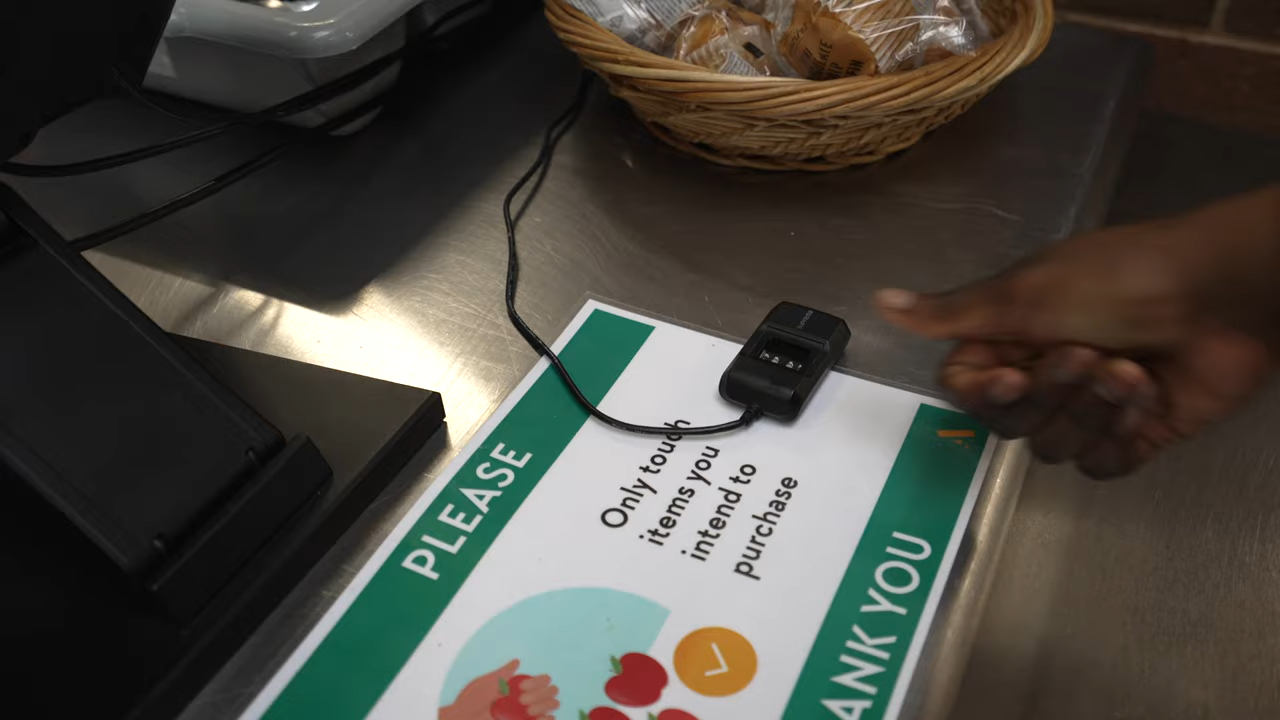 PLEASE
Only touch
items you
intend to
purchase
ANK YOU